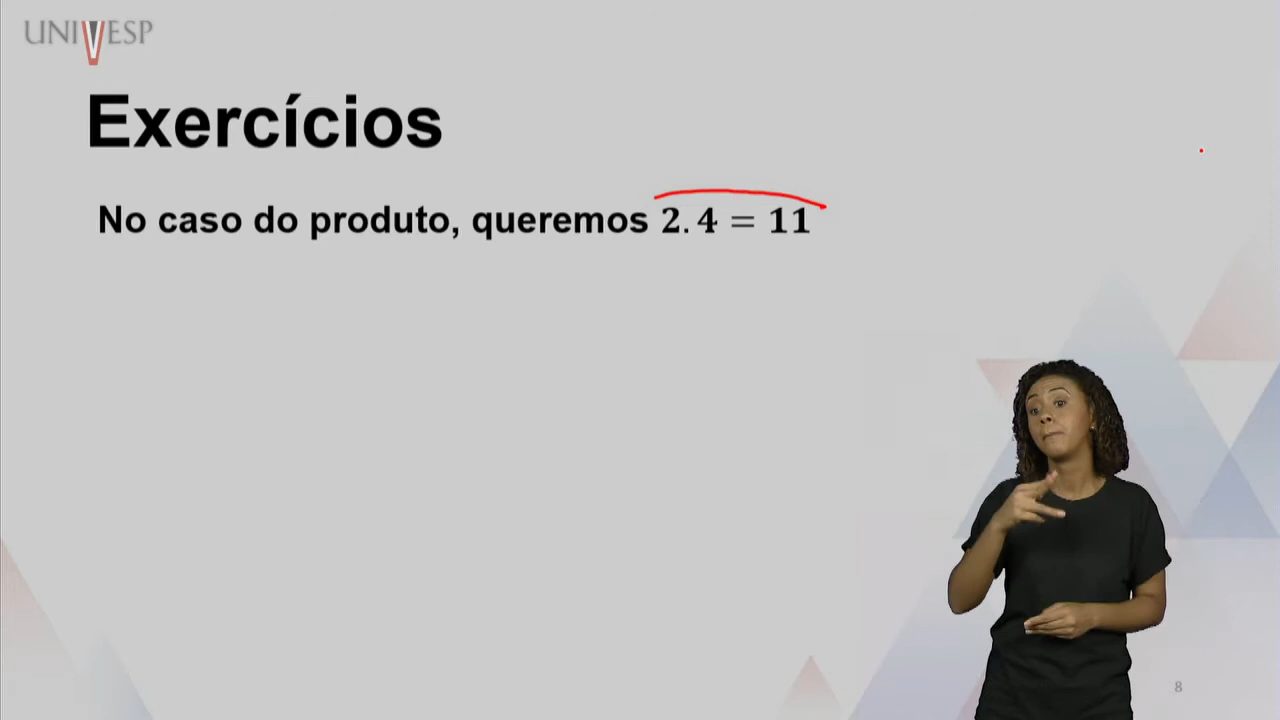 UNIVESP
Exercícios
No caso do produto, queremos 2.4 = 11
8